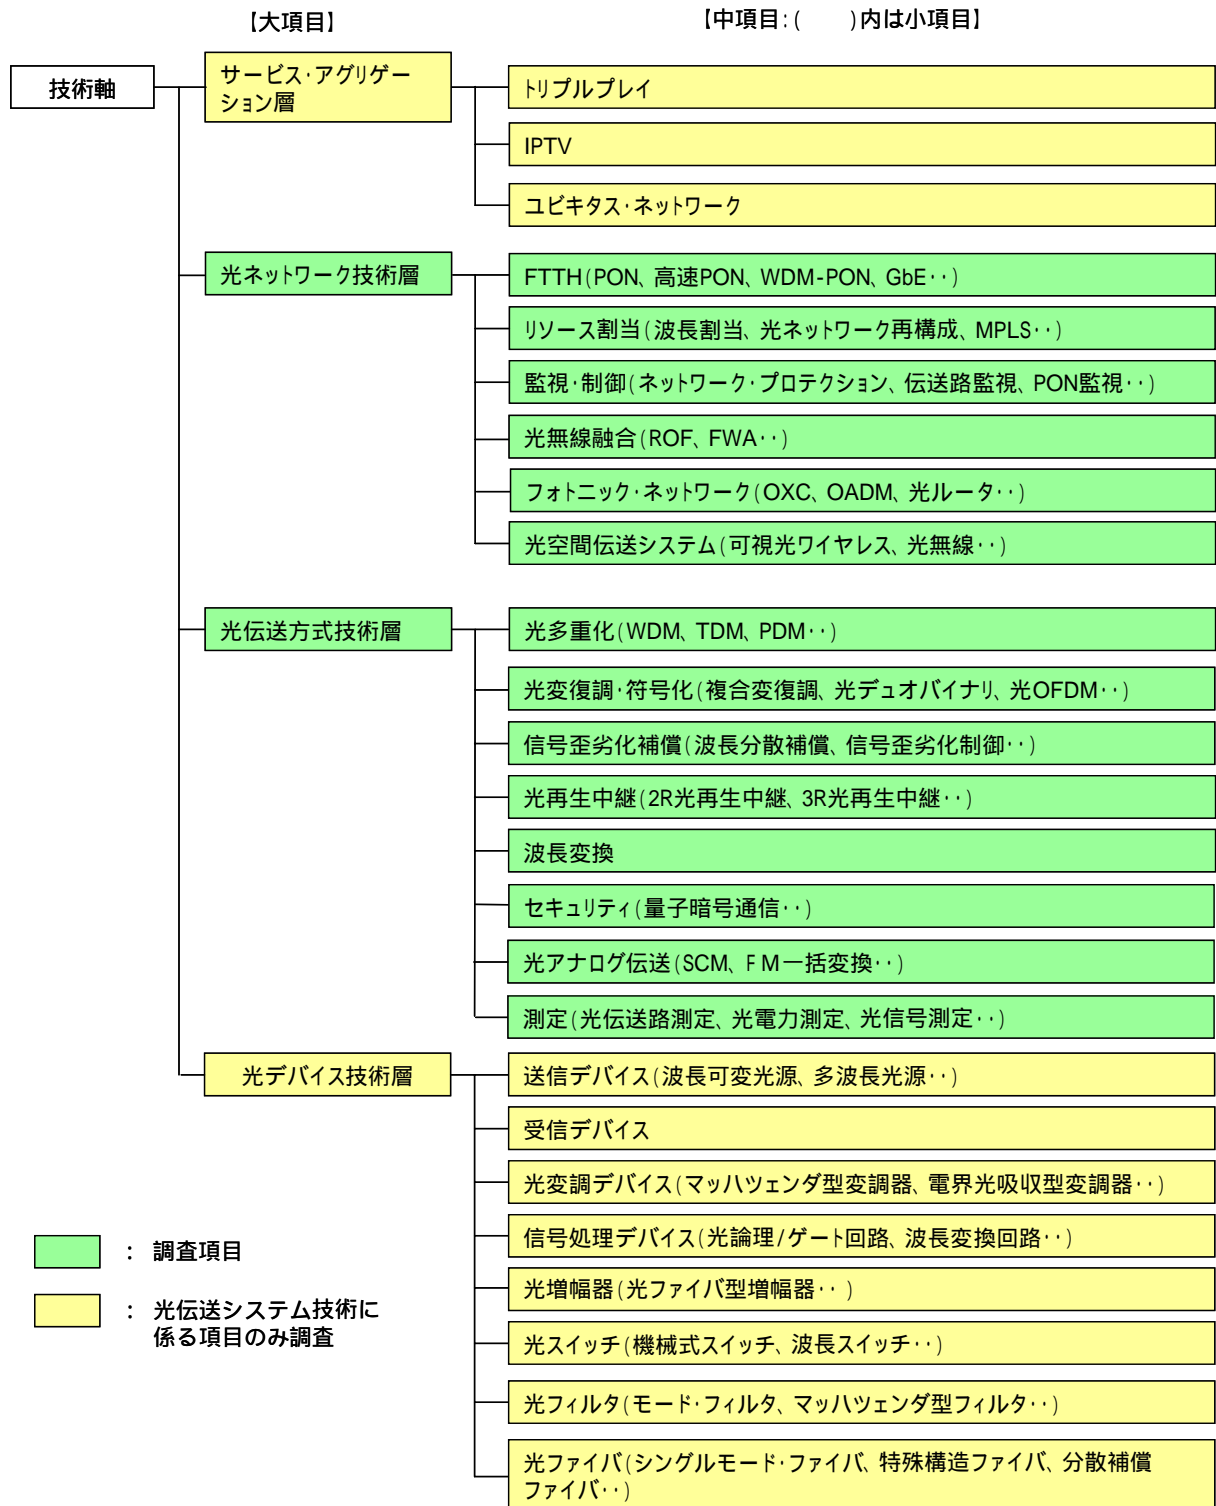 【大項目】
【中項目:( )内は小項目】
技術軸
サービス・アグリゲー
ション層
トリプルプレイ
IPTV
ユビキタス・ネットワーク
光ネットワーク技術層
FTTH(PON、高速PON、WDM-PON、GbE・・)
リソース割当(波長割当、光ネットワーク再構成、MPLS・・)
監視・制御(ネットワーク・プロテクション、伝送路監視、PON監視・・)
光無線融合(ROF、FWA・・)
フォトニック・ネットワーク(OXC、OADM、光ルータ・・)
光空間伝送システム(可視光ワイヤレス、光無線・・)
光伝送方式技術層
光多重化(WDM、TDM、PDM・・)
光変復調・符号化(複合変復調、光デュオバイナリ、光OFDM・・)
信号歪劣化補償(波長分散補償、信号歪劣化制御・・)
光再生中継(2R光再生中継、3R光再生中継・・)
波長変換
セキュリティ(量子暗号通信・・)
光アナログ伝送(SCM、FM一括変換・・)
測定(光伝送路測定、光電力測定、光信号測定・・)
光デバイス技術層
送信デバイス(波長可変光源、多波長光源・・)
受信デバイス
光変調デバイス(マッハツェンダ型変調器、電界光吸収型変調器・・)
信号処理デバイス(光論理/ゲート回路、波長変換回路・・)
光増幅器(光ファイバ型増幅器・・)
光スイッチ(機械式スイッチ、波長スイッチ・・)
光フィルタ(モード・フィルタ、マッハツェンダ型フィルタ・・)
光ファイバ(シングルモード・ファイバ、特殊構造ファイバ、分散補償
ファイバ・・)
: 調査項目
: 光伝送システム技術に
係る項目のみ調査